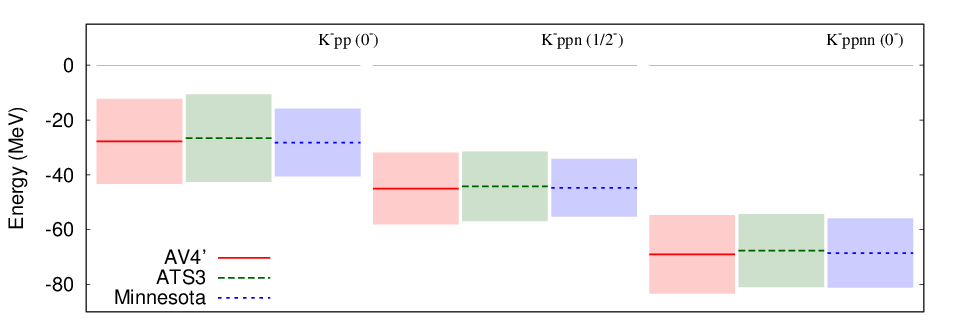 K⁻pp (0⁻) K⁻ppn (1/2⁻) K⁻ppnn (0⁻)
0
-20
-40
-60
-80
Energy (MeV)
AV4'
ATS3
Minnesota